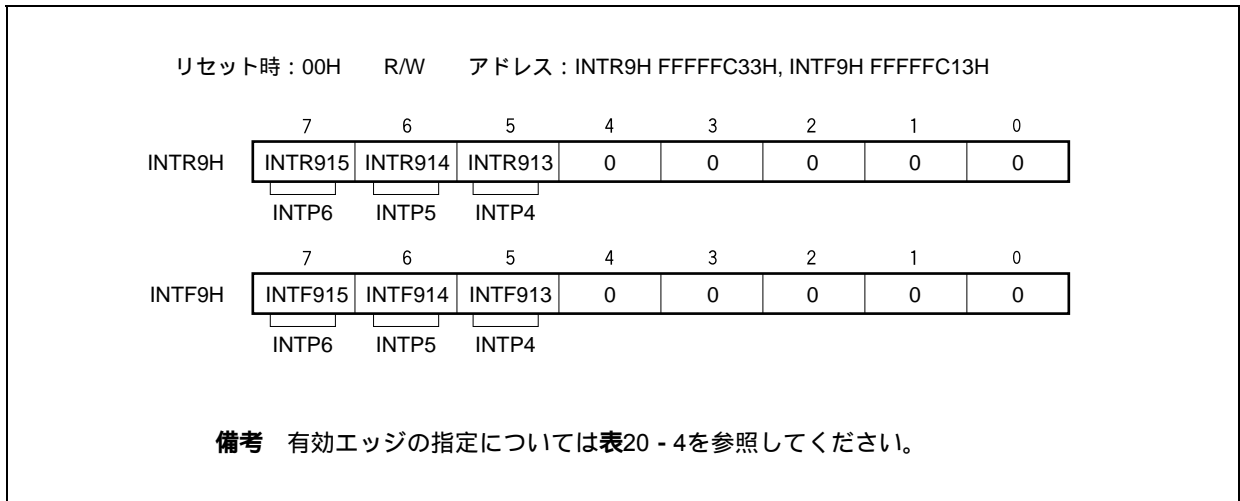 リセット時：00H R/W アドレス：INTR9H FFFFFC33H, INTF9H FFFFFC13H
7 6 5 4 3 2 1 0
INTR9H INTR915 INTR914 INTR913 0 0 0 0 0
INTP6 INTP5 INTP4
7 6 5 4 3 2 1 0
INTF9H INTF915 INTF914 INTF913 0 0 0 0 0
INTP6 INTP5 INTP4
備考 有効エッジの指定については表20 - 4を参照してください。